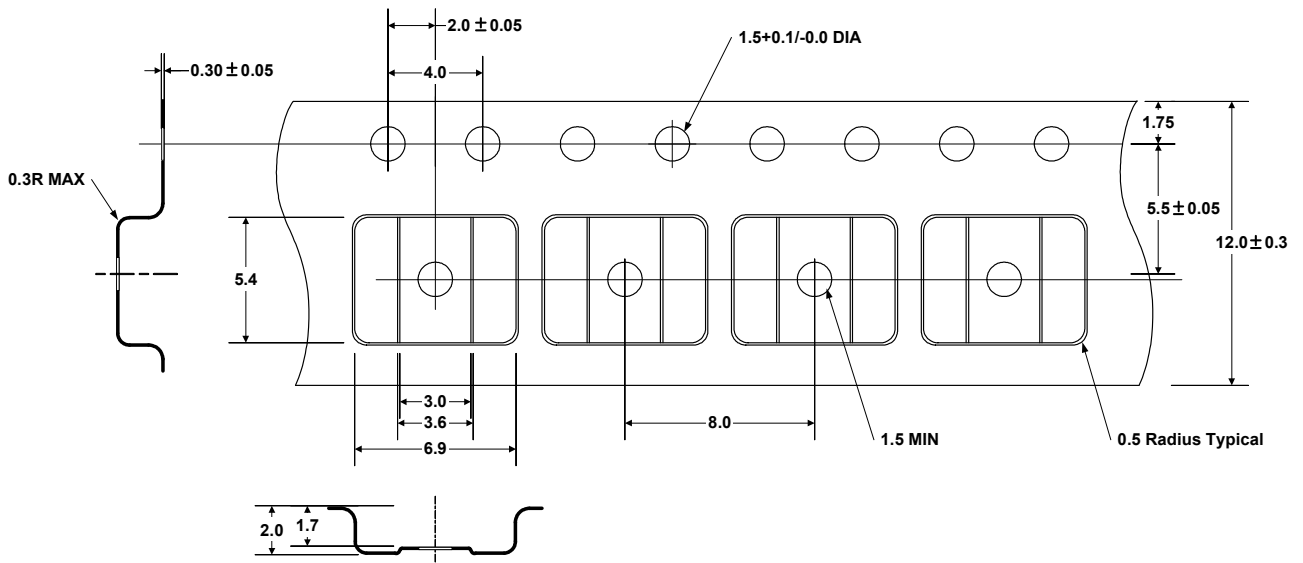 2.0 ± 0.05
1.5+0.1/-0.0 DIA
0.30 ± 0.05
4.0
1.75
0.3R MAX
5.5 ± 0.05
12.0 ± 0.3
5.4
3.0
3.6
8.0
1.5 MIN
0.5 Radius Typical
6.9
2.0
1.7